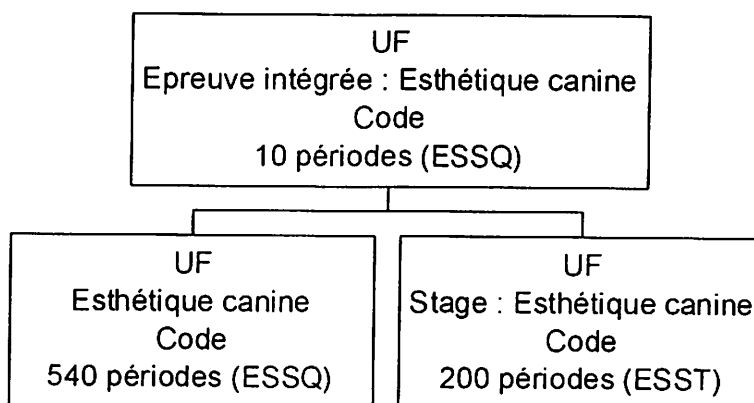 UF
Epreuve intégrée : Esthétique canine
Code
10 périodes (ESSQ)
UF
Esthétique canine
Code
540 périodes (ESSQ)
UF
Stage : Esthétique canine
Code
200 périodes (ESST)